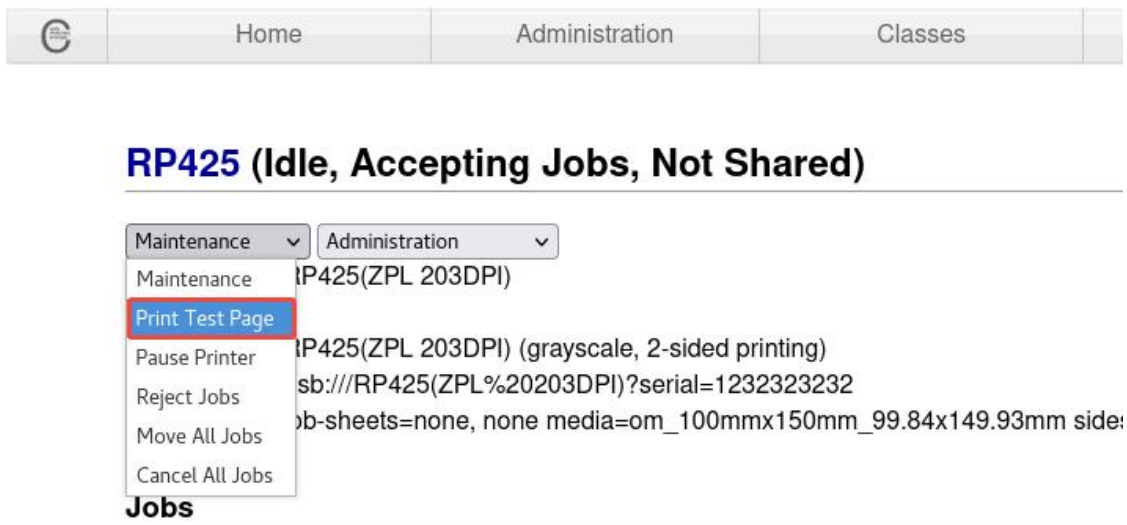 Home Administration Classes
RP425 (Idle, Accepting Jobs, Not Shared)
Maintenance Administration
Maintenance RP425(ZPL 203DPI)
Print Test Page
Pause Printer RP425(ZPL 203DPI) (grayscale, 2-sided printing)
Reject Jobs sb:///RP425(ZPL%20203DPI)?serial=1232323232
Move All Jobs ob-sheets=none, none media=om_100mmx150mm_99.84x149.93mm sides
Cancel All Jobs
Jobs